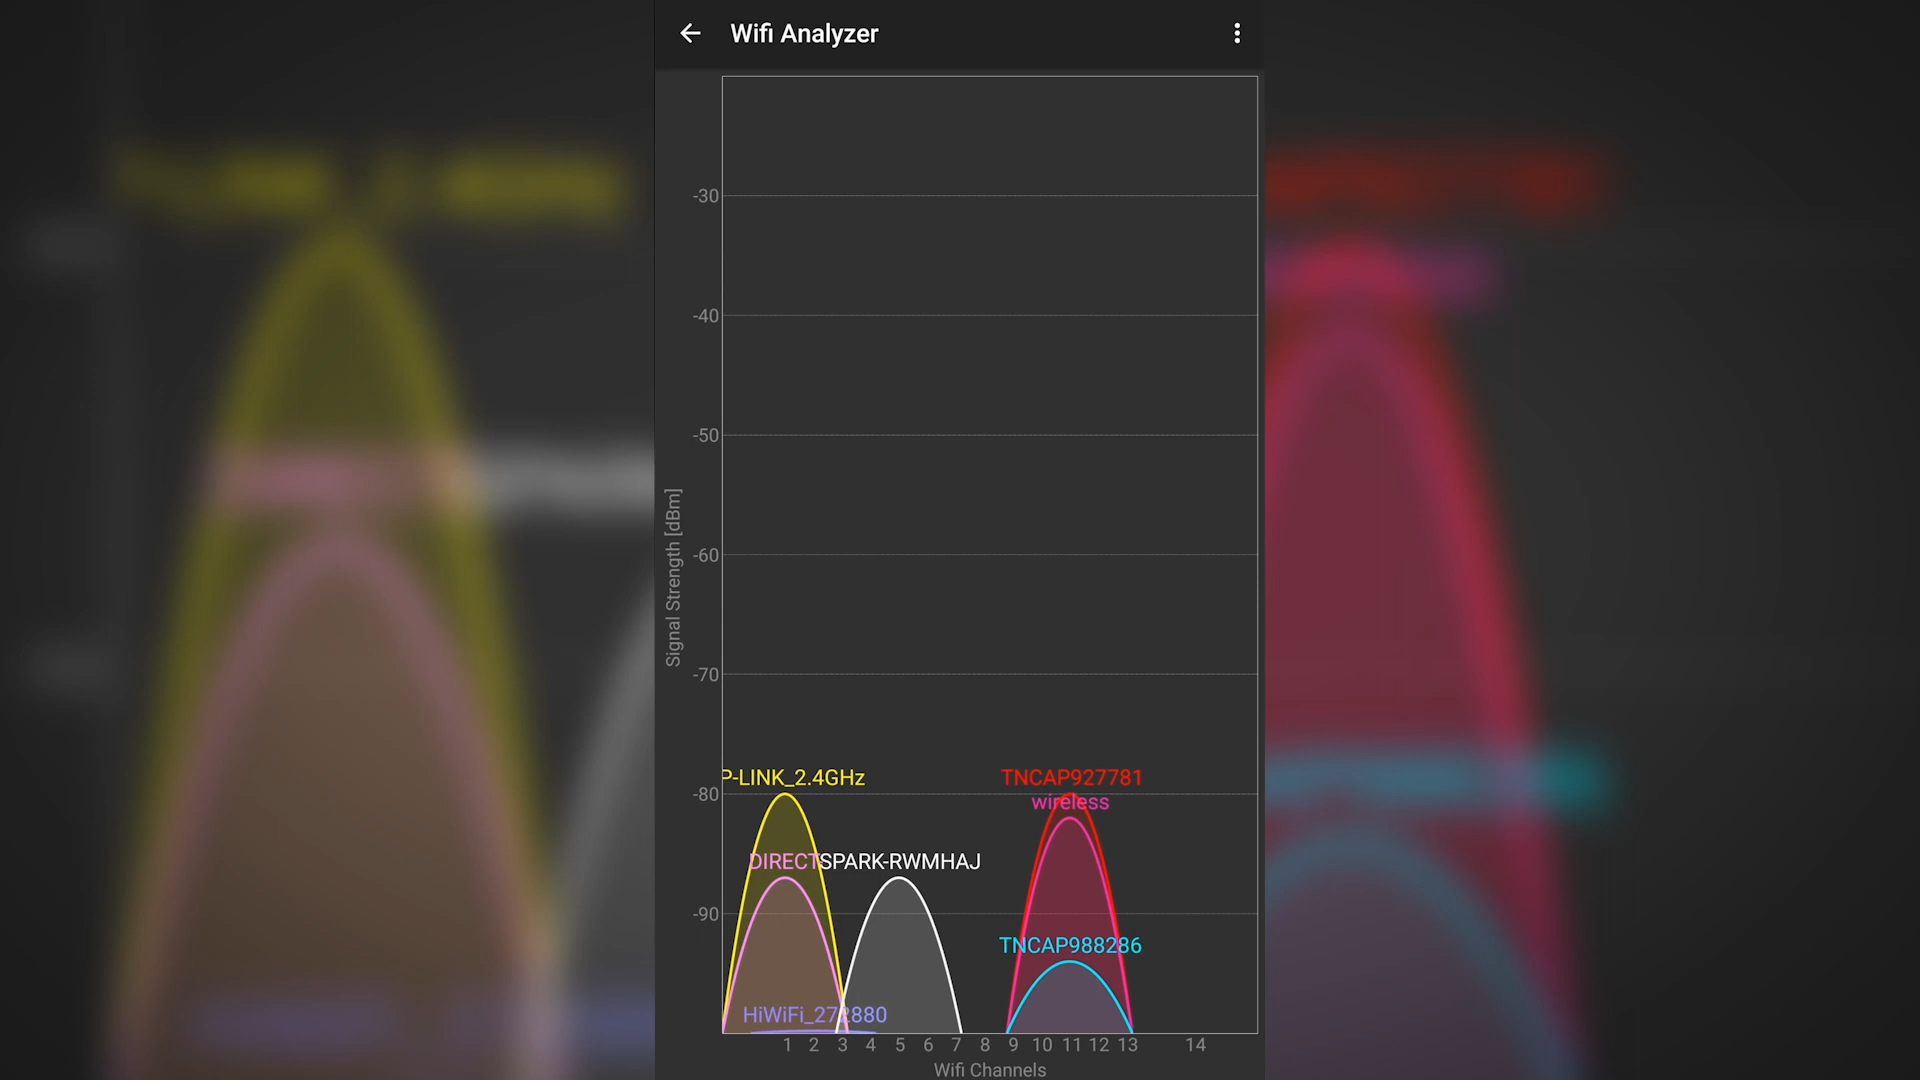 Wifi Analyzer
-30
-40
-50
-60
-70
-80
-90
Signal Strength [dBm]
P-LINK_2.4GHz
TNCAP927781
wireless
DIRECT
SPARK-RWMHAJ
TNCAP988286
HiWiFi_272880
1 2 3 4 5 6 7 8 9 10 11 12 13 14
Wifi Channels